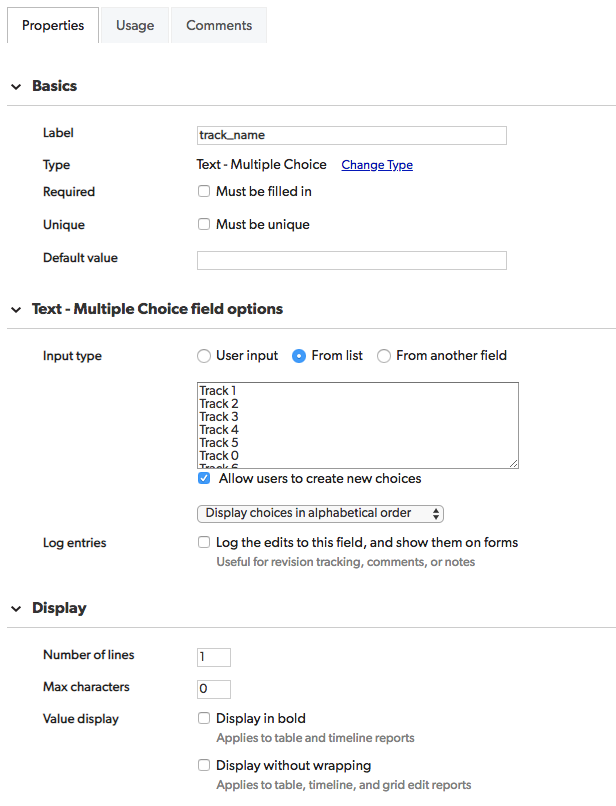 Properties Usage Comments
Basics
Label track_name
Type Text - Multiple Choice Change Type
Required Must be filled in
Unique Must be unique
Default value
Text - Multiple Choice field options
Input type User input From list From another field
Track 1
Track 2
Track 3
Track 4
Track 5
Track 0
Track 6
Allow users to create new choices
Display choices in alphabetical order
Log entries Log the edits to this field, and show them on forms
Useful for revision tracking, comments, or notes
Display
Number of lines 1
Max characters 0
Value display Display in bold
Applies to table and timeline reports
Display without wrapping
Applies to table, timeline, and grid edit reports